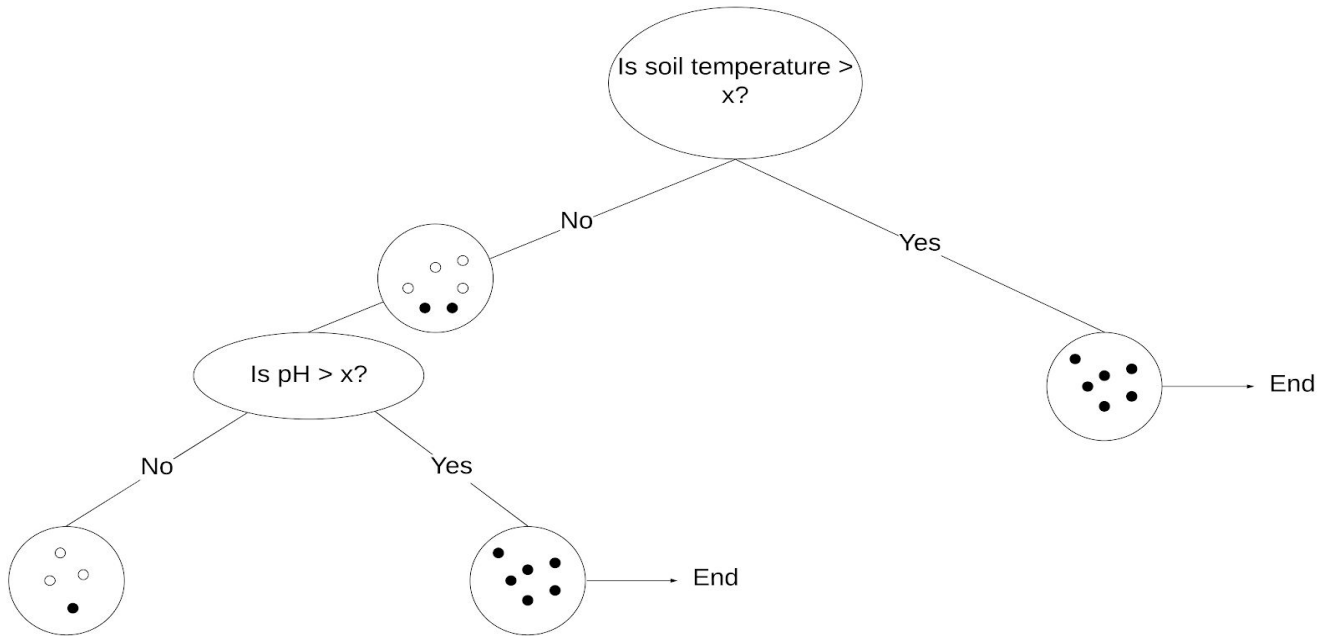 Is soil temperature >
x?
No
Yes
Is pH > x?
End
No
Yes
End